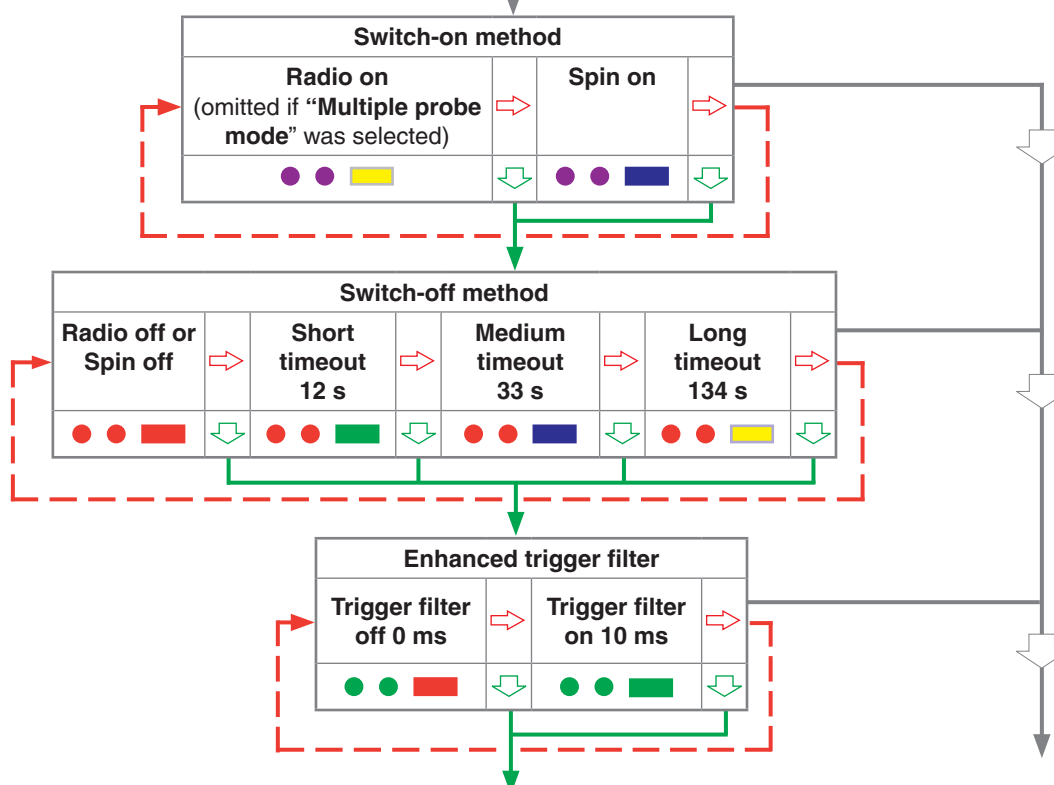 Switch-on method
Radio on
(omitted if “Multiple probe
mode” was selected)
Spin on
Switch-off method
Radio off or
Spin off
Short
timeout
12 s
Medium
timeout
33 s
Long
timeout
134 s
Enhanced trigger filter
Trigger filter
off 0 ms
Trigger filter
on 10 ms